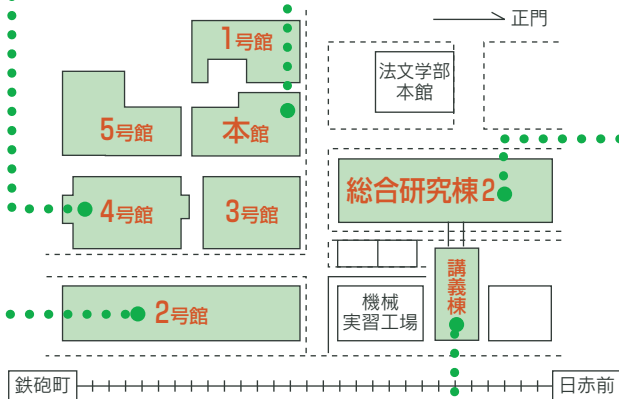 正門
1号館
法文学部
本館
5号館
本館
総合研究棟2
4号館
3号館
講義棟
機械
実習工場
2号館
鉄砲町
日赤前